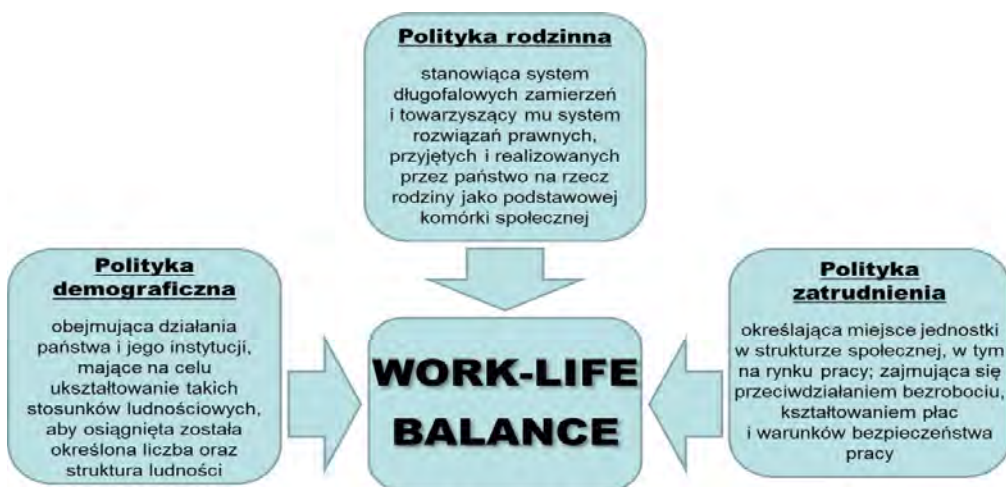 Polityka rodzinna
stanowiąca system
długofalowych zamierzeń
i towarzyszący mu system
rozwiązań prawnych,
przyjętych i realizowanych
przez państwo na rzecz
rodziny jako podstawowej
komórki społecznej
Polityka
demograficzna
obejmująca działania
państwa i jego instytucji,
mające na celu
ukształtowanie takich
stosunków ludnościowych,
aby osiągnięta została
określona liczba oraz
struktura ludności
WORK-LIFE
BALANCE
Polityka
zatrudnienia
określająca miejsce jednostki
w strukturze społecznej, w tym
na rynku pracy; zajmująca się
przeciwdziałaniem bezrobociu,
kształtowaniem płac
i warunków bezpieczeństwa
pracy